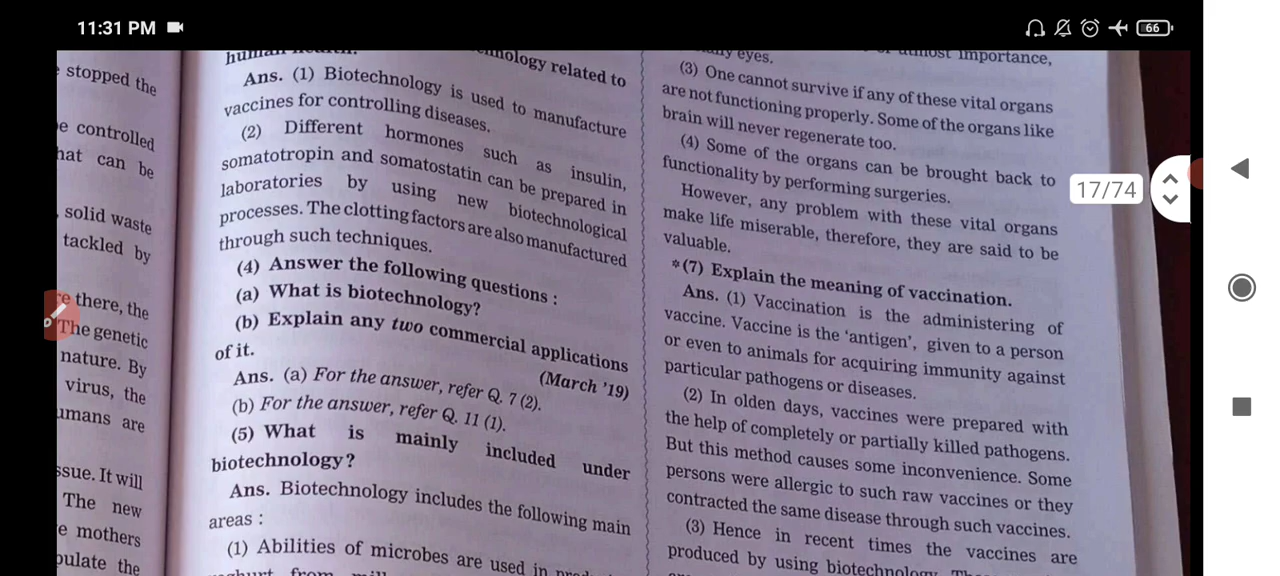 11:31 PM
66
17/74
stopped the
controlled
that can be
solid waste
tackled by
there, the
The genetic
nature. By
virus, the
humans are
ssue. It will
The new
mothers
human health.
related to
Ans. (1) Biotechnology is used to manufacture
vaccines for controlling diseases.
(2) Different hormones such as insulin,
somatotropin and somatostatin can be prepared in
laboratories by using new biotechnological
processes. The clotting factors are also manufactured
through such techniques.
(4) Answer the following questions :
(a) What is biotechnology?
(b) Explain any two commercial applications
of it.
(March '19)
Ans. (a) For the answer, refer Q. 7 (2).
(b) For the answer, refer Q. 11 (1).
(5) What is mainly included under
biotechnology?
Ans. Biotechnology includes the following main
areas :
(1) Abilities of microbes are used in
from
utmost importance,
eyes.
(3) One cannot survive if any of these vital organs
are not functioning properly. Some of the organs like
brain will never regenerate too.
(4) Some of the organs can be brought back to
functionality by performing surgeries.
However, any problem with these vital organs
make life miserable, therefore, they are said to be
valuable.
*(7) Explain the meaning of vaccination.
Ans. (1) Vaccination is the administering of
vaccine. Vaccine is the 'antigen', given to a person
or even to animals for acquiring immunity against
particular pathogens or diseases.
(2) In olden days, vaccines were prepared with
the help of completely or partially killed pathogens.
But this method causes some inconvenience. Some
persons were allergic to such raw vaccines or they
contracted the same disease through such vaccines.
(3) Hence in recent times the vaccines are
produced by using biotechnology.